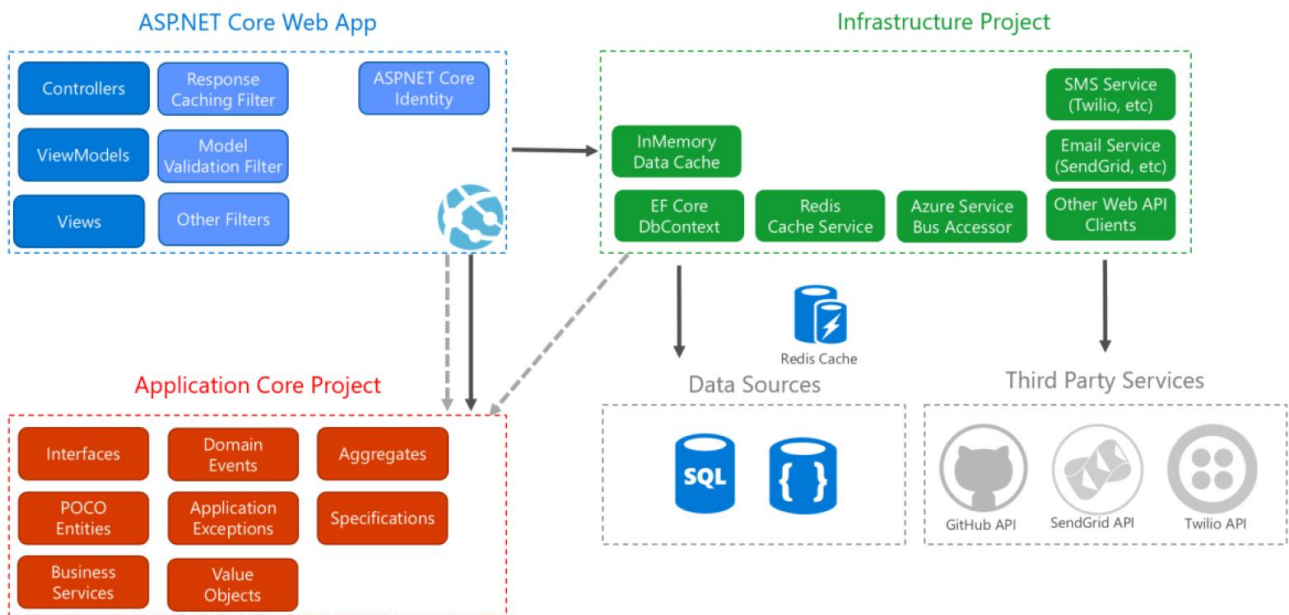 ASP.NET Core Web App
Controllers
Response
Caching Filter
ASP.NET Core
Identity
ViewModels
Model
Validation Filter
Views
Other Filters
Infrastructure Project
SMS Service
(Twilio, etc)
InMemory
Data Cache
Email Service
(SendGrid, etc)
EF Core
DbContext
Redis
Cache Service
Azure Service
Bus Accessor
Other Web API
Clients
Redis Cache
Application Core Project
Interfaces
Domain
Events
Aggregates
POCO
Entities
Application
Exceptions
Specifications
Business
Services
Value
Objects
Data Sources
SQL
{ }
Third Party Services
GitHub API
SendGrid API
Twilio API